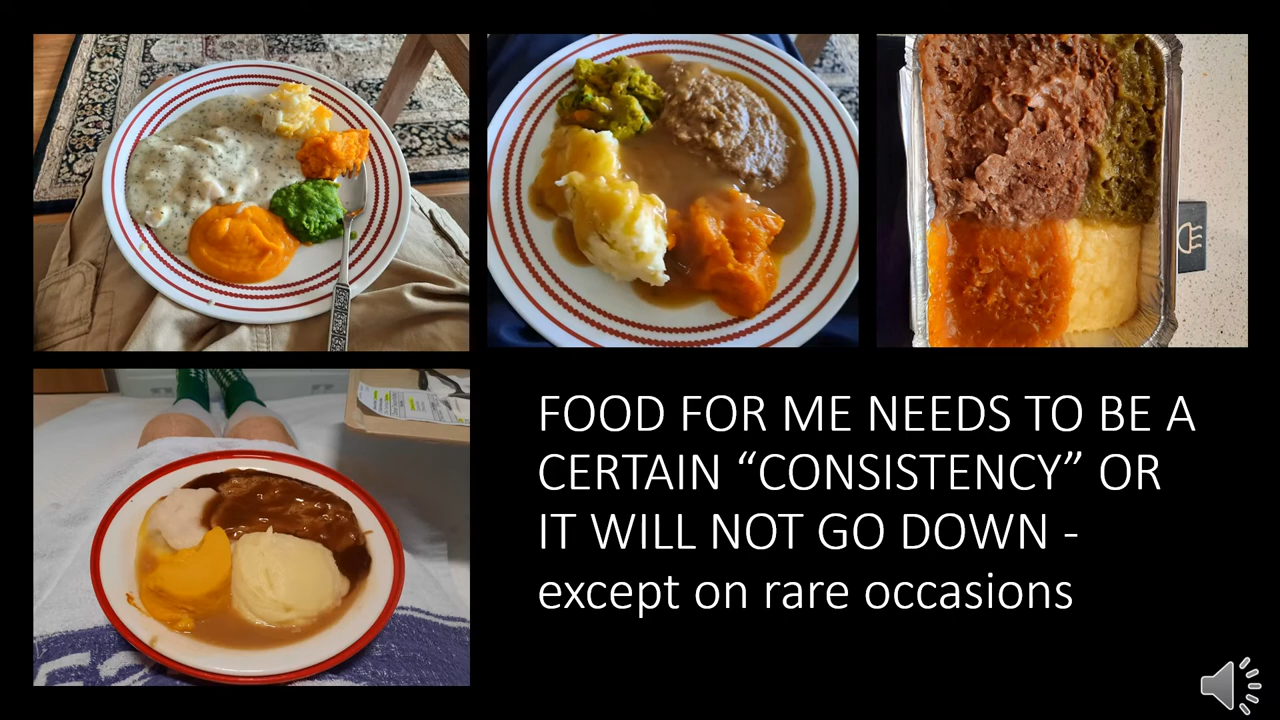 FOOD FOR ME NEEDS TO BE A
CERTAIN “CONSISTENCY” OR
IT WILL NOT GO DOWN -
except on rare occasions